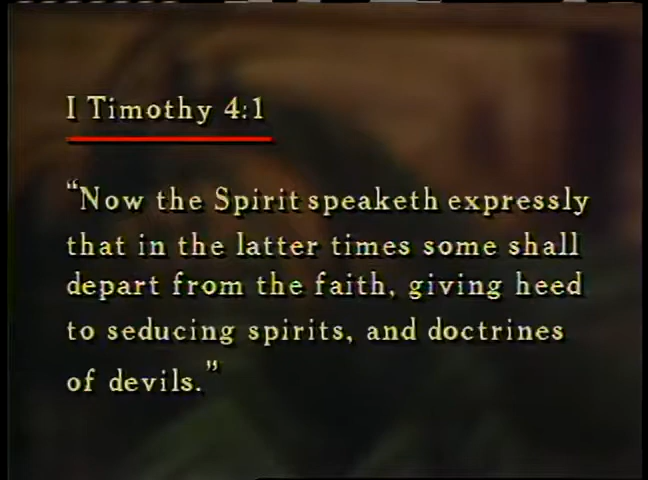 I Timothy 4:1
“Now the Spirit speaketh expressly
that in the latter times some shall
depart from the faith, giving heed
to seducing spirits, and doctrines
of devils.”